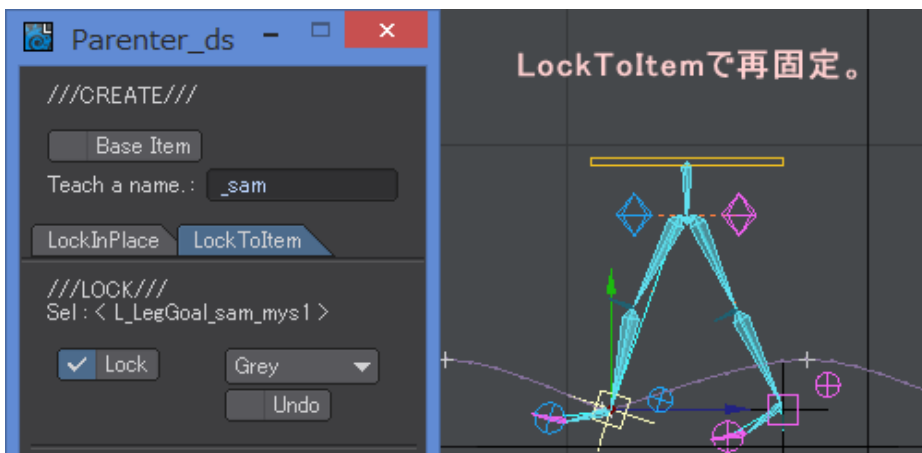 Parenter_ds
LockToItemで再固定。
///CREATE///
Base Item
Teach a name. : _sam
LockInPlace LockToItem
///LOCK///
Sel : < L_LegGoal_sam_mys1 >
Lock Grey
Undo